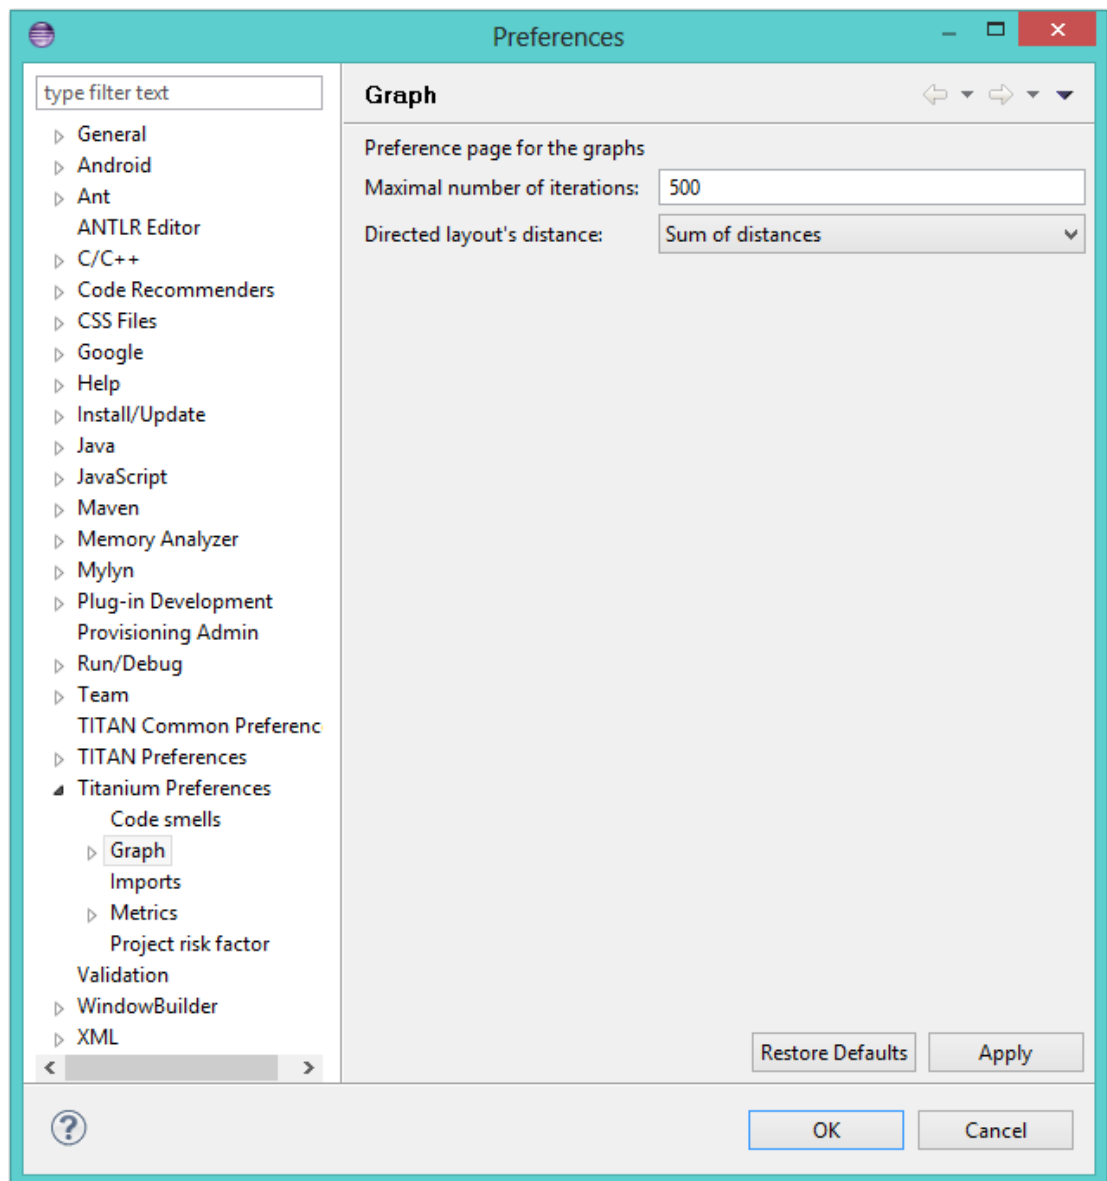 Preferences
type filter text
General
Android
Ant
ANTLR Editor
C/C++
Code Recommenders
CSS Files
Google
Help
Install/Update
Java
JavaScript
Maven
Memory Analyzer
Mylyn
Plug-in Development
Provisioning Admin
Run/Debug
Team
TITAN Common Preferenc
TITAN Preferences
Titanium Preferences
Code smells
Graph
Imports
Metrics
Project risk factor
Validation
WindowBuilder
XML
Graph
Preference page for the graphs
Maximal number of iterations: 500
Directed layout's distance: Sum of distances
Restore Defaults Apply
OK Cancel